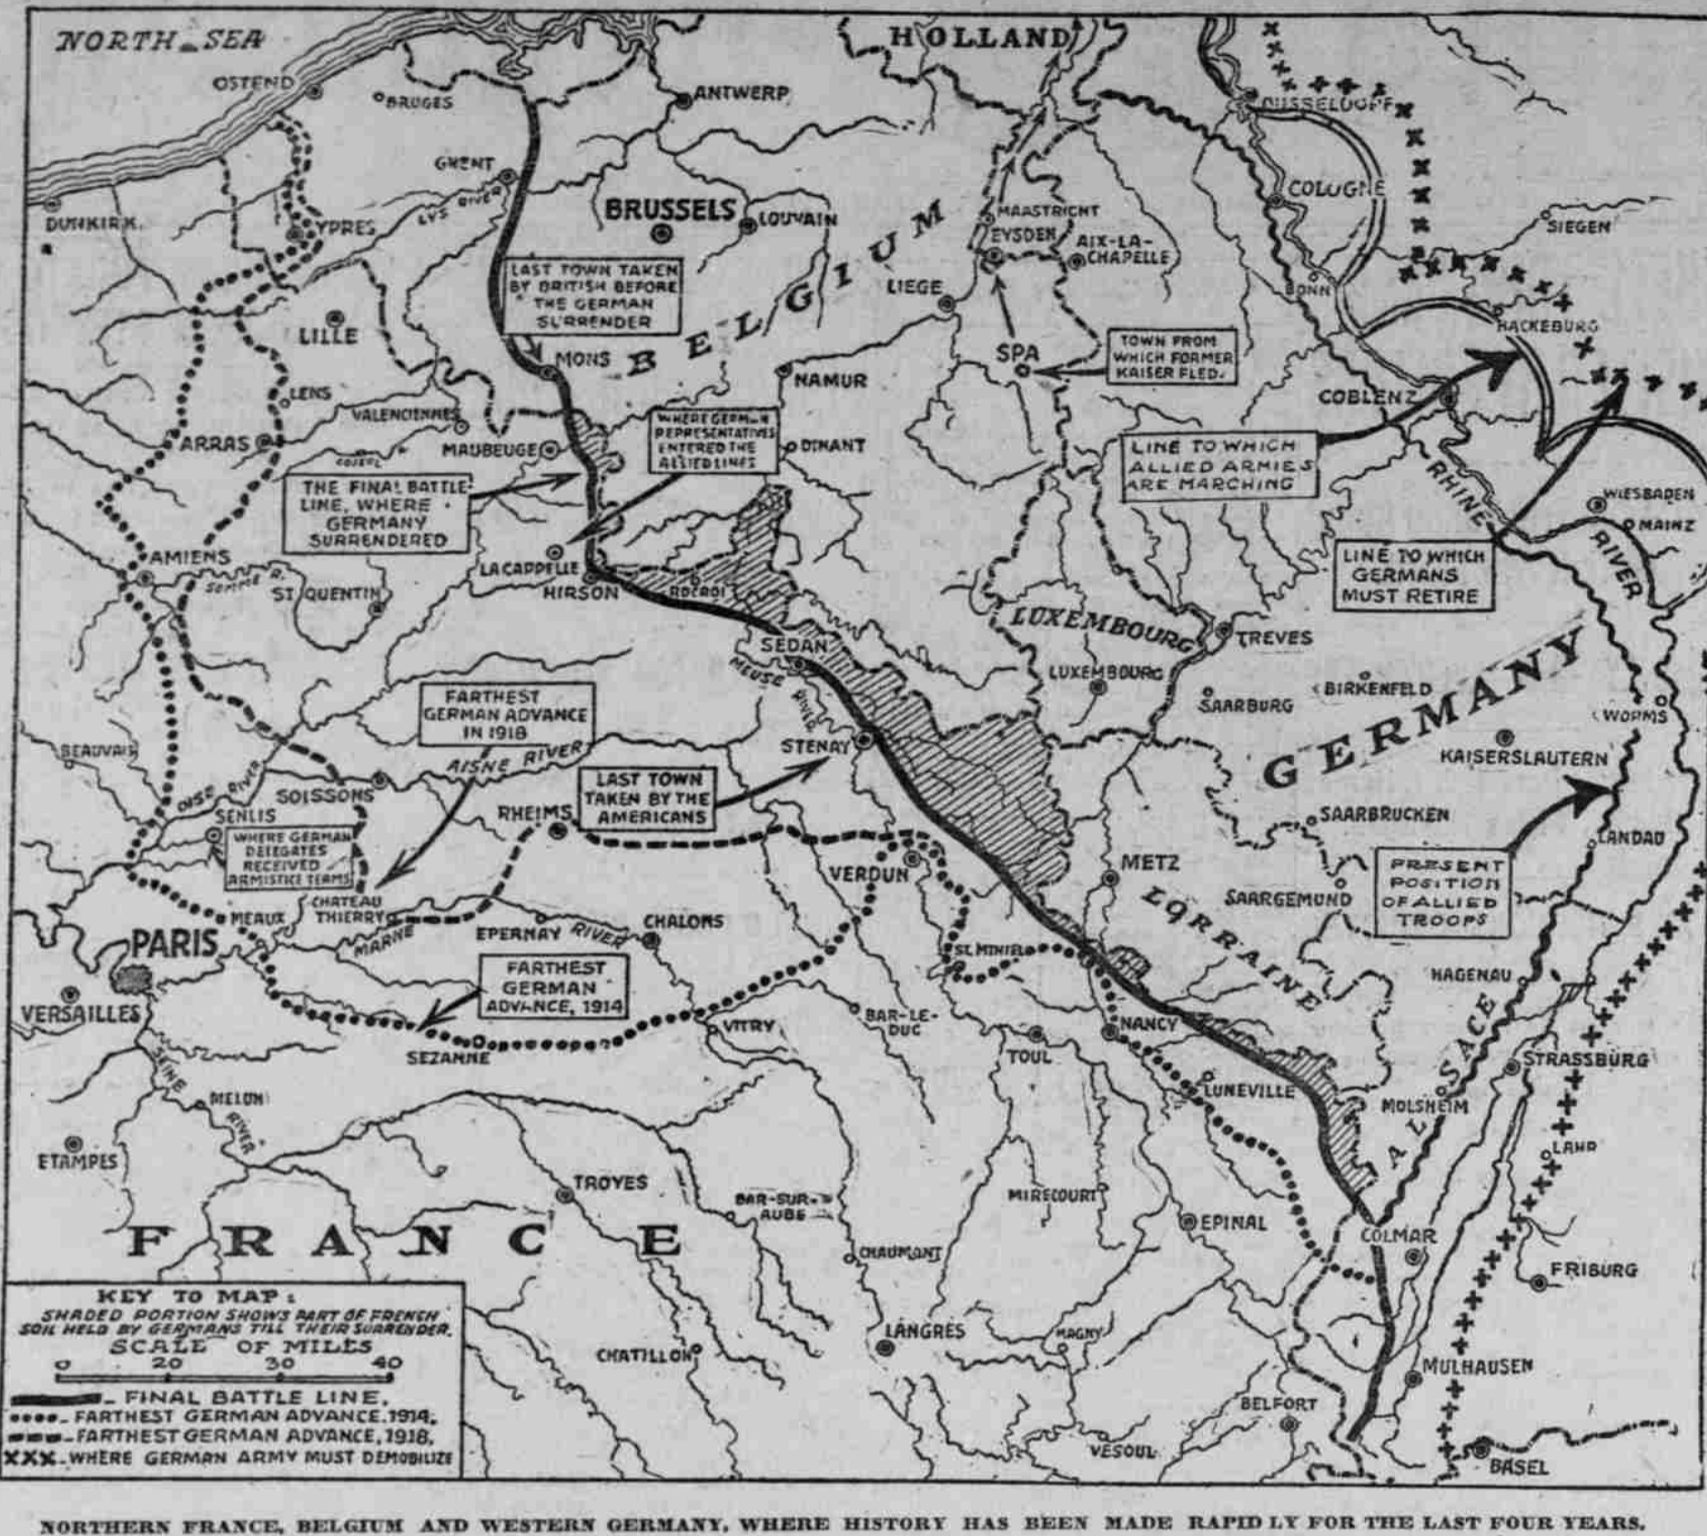 NORTH SEA
HOLLAND
OSTEND
BRUGES
ANTWERP
DUSSELDORF
GHENT
LYS RIVER
DUNKIRK
YPRES
BRUSSELS
LOUVAIN
MAASTRICHT
EYSDEN
AIX-LA-
CHAPELLE
COLOGNE
SIEGEN
BONN
LIEGE
BELGIUM
LAST TOWN TAKEN
BY BRITISH BEFORE
THE GERMAN
SURRENDER
LILLE
MONS
SPA
TOWN FROM
WHICH FORMER
KAISER FLED.
HACKEBURG
NAMUR
LENS
VALENCIENNES
COBLENZ
ARRAS
MAUBEUGE
WHERE GERMAN
REPRESENTATIVES
ENTERED THE
ALLIED LINES
DINANT
LINE TO WHICH
ALLIED ARMIES
ARE MARCHING
THE FINAL BATTLE
LINE, WHERE
GERMANY
SURRENDERED
RHINE
RIVER
WIESBADEN
MAINZ
AMIENS
SOMME R.
ST QUENTIN
LA CAPPELLE
HIRSON
ROCROI
LINE TO WHICH
GERMANS
MUST RETIRE
LUXEMBOURG
TREVES
SEDAN
MEUSE RIVER
LUXEMBOURG
SAARBURG
BIRKENFELD
GERMANY
WORMS
KAISERSLAUTERN
FARTHEST
GERMAN ADVANCE
IN 1918
STENAY
BEAUVAIS
AISNE RIVER
OISE RIVER
SOISSONS
LAST TOWN
TAKEN BY THE
AMERICANS
RHEIMS
SENLIS
WHERE GERMAN
DELEGATES
RECEIVED
ARMISTICE TERMS
SAARBRUCKEN
LANDAU
VERDUN
METZ
PRESENT
POSITION
OF ALLIED
TROOPS
SAARGEMUND
LORRAINE
CHATEAU
THIERRY
MEAUX
MARNE
RIVER
EPERNAY
CHALONS
PARIS
ST. MIHIEL
HAGENAU
FARTHEST
GERMAN
ADVANCE, 1914
VERSAILLES
VITRY
BAR-LE-
DUC
NANCY
TOUL
SEZANNE
STRASSBURG
ALSACE
SEINE
RIVER
MELUN
LUNEVILLE
MOLSHEIM
ETAMPES
LAHR
TROYES
BAR-SUR-
AUBE
MIRECOURT
EPINAL
COLMAR
FRANCE
CHAUMONT
FRIBURG
LANGRES
MAGNY
CHATILLON
MULHAUSEN
BELFORT
VESOUL
BASEL
KEY TO MAP:
SHADED PORTION SHOWS PART OF FRENCH
SOIL HELD BY GERMANS TILL THEIR SURRENDER.
SCALE OF MILES
0 20 30 40
FINAL BATTLE LINE.
FARTHEST GERMAN ADVANCE, 1914.
FARTHEST GERMAN ADVANCE, 1918.
XXX-WHERE GERMAN ARMY MUST DEMOBILIZE
NORTHERN FRANCE, BELGIUM AND WESTERN GERMANY, WHERE HISTORY HAS BEEN MADE RAPIDLY FOR THE LAST FOUR YEARS.